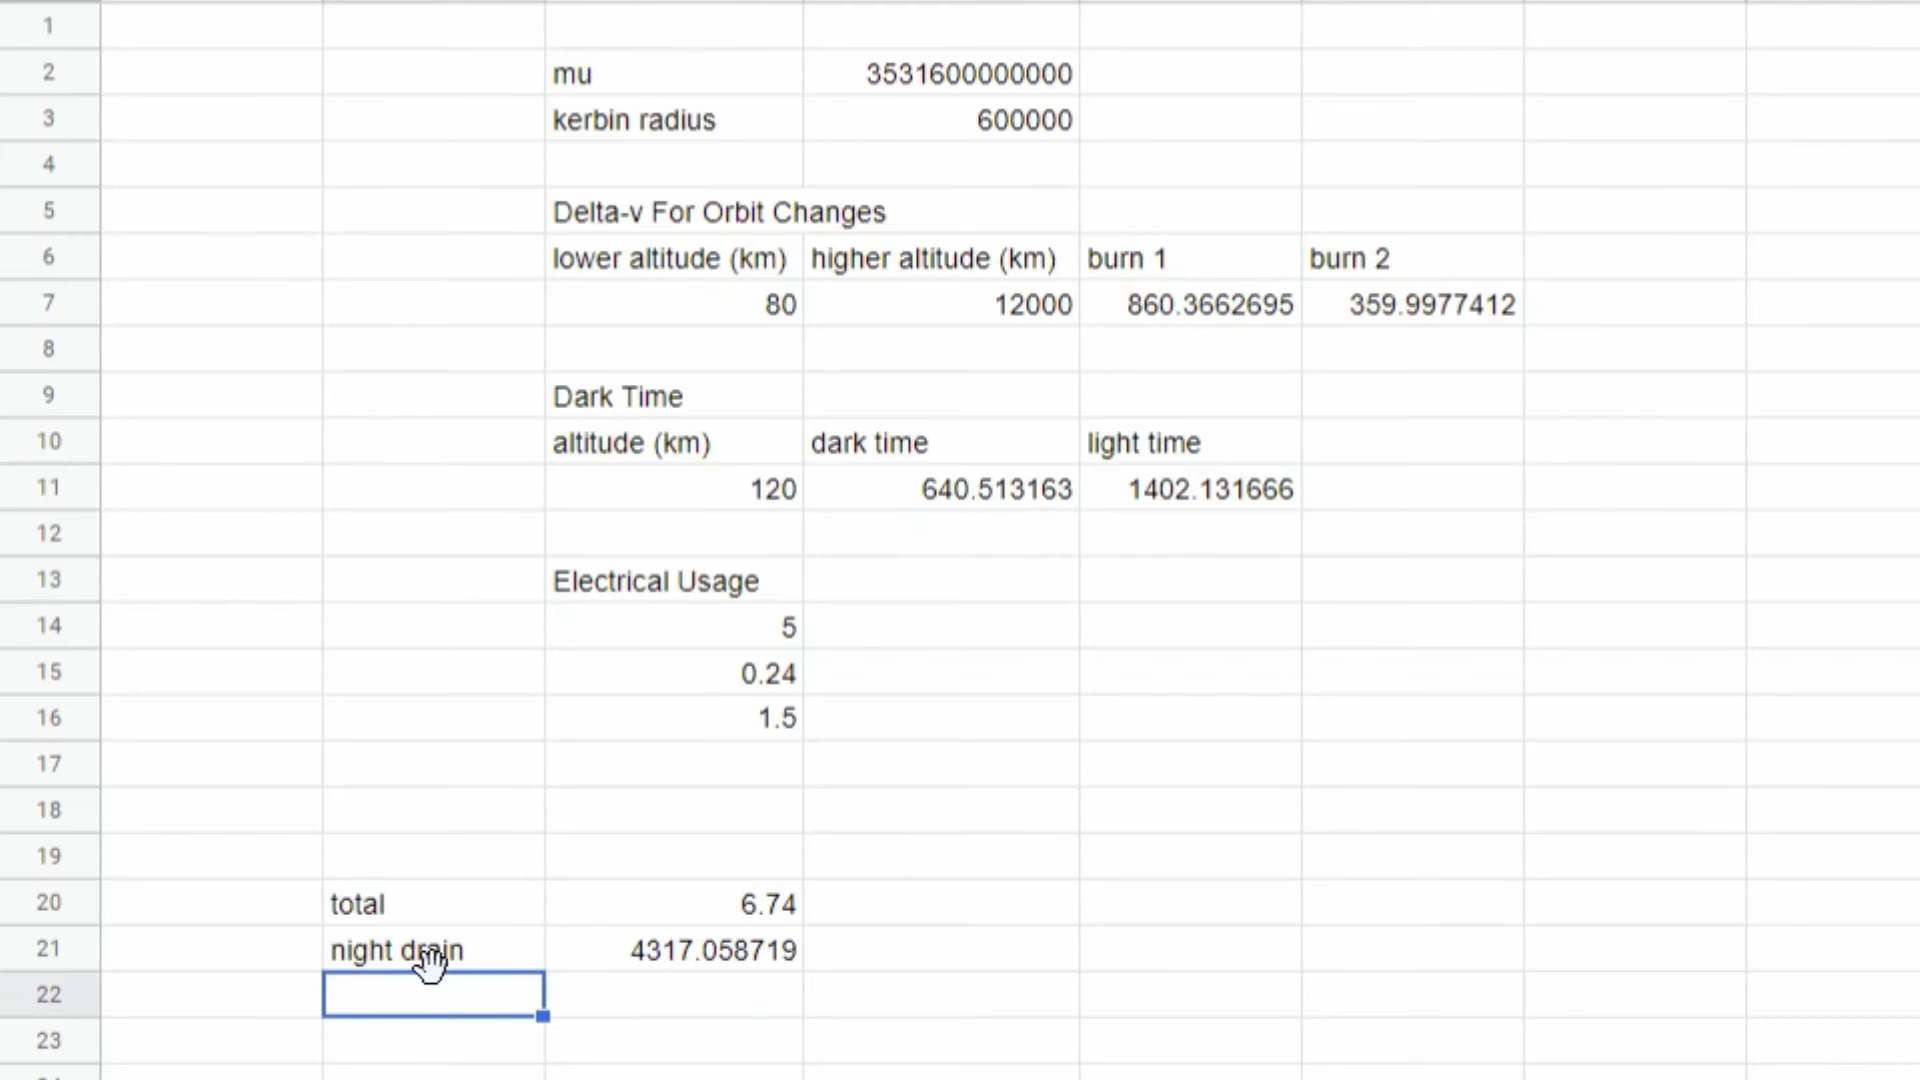 1
2 mu 3531600000000
3 kerbin radius 600000
4
5 Delta-v For Orbit Changes
6 lower altitude (km) higher altitude (km) burn 1 burn 2
7 80 12000 860.3662695 359.9977412
8
9 Dark Time
10 altitude (km) dark time light time
11 120 640.513163 1402.131666
12
13 Electrical Usage
14 5
15 0.24
16 1.5
17
18
19
20 total 6.74
21 night drain 4317.058719
22
23